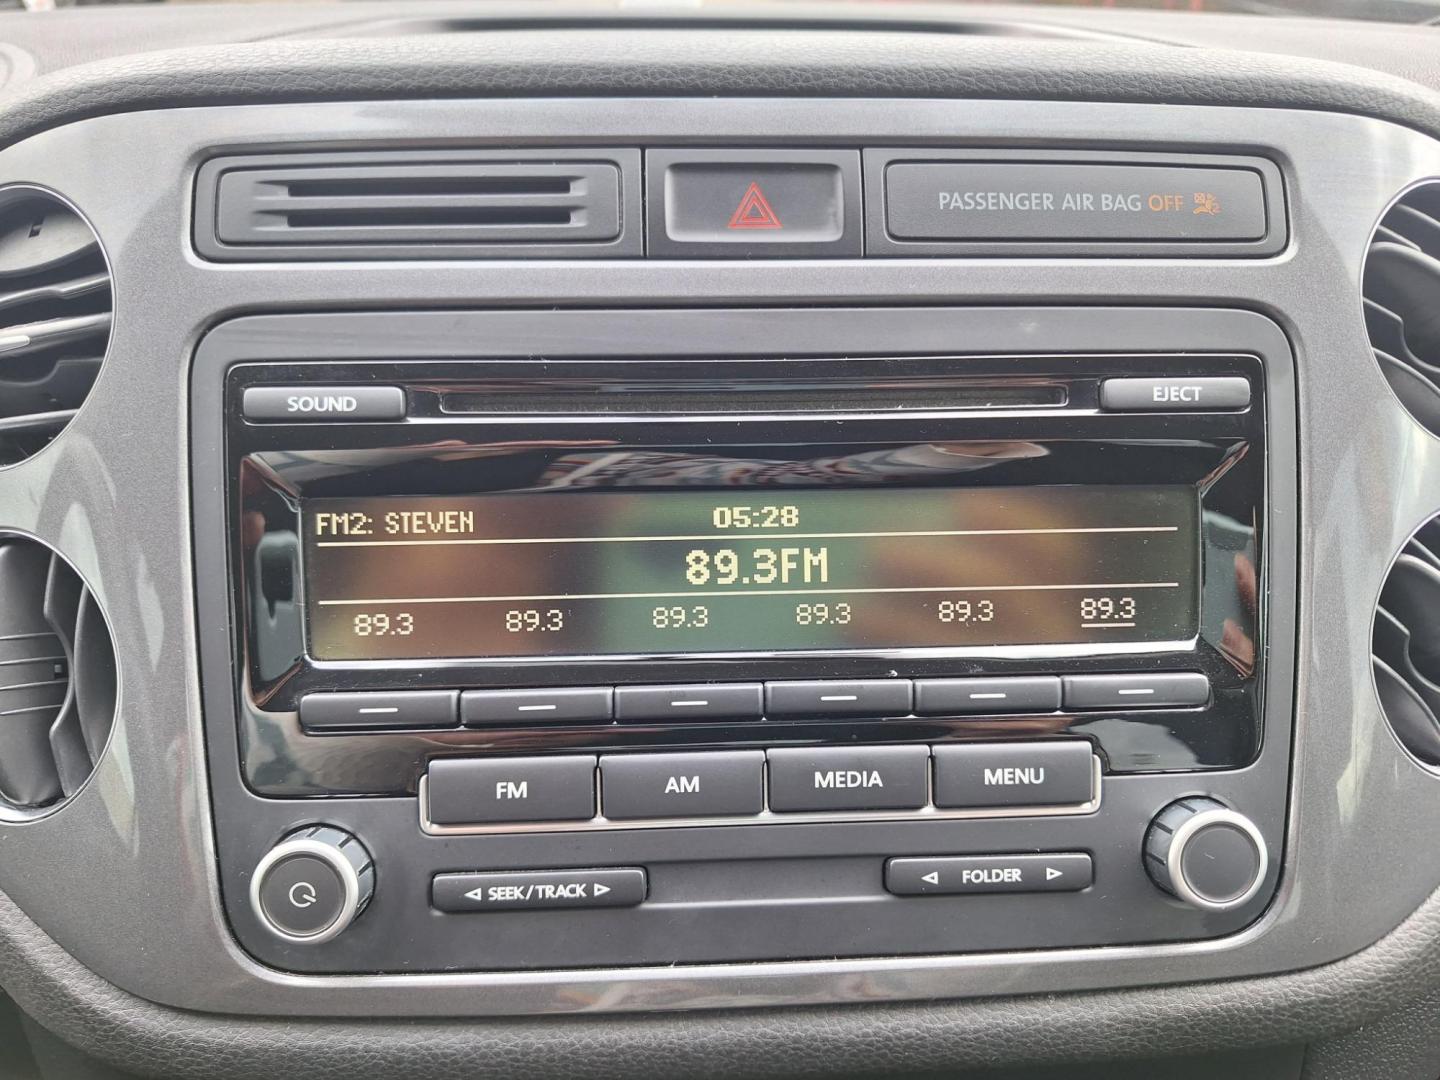 PASSENGER AIR BAG OFF
SOUND
EJECT
FM2: STEVEN 05:28
89.3FM
89.3 89.3 89.3 89.3 89.3 89.3
FM AM MEDIA MENU
SEEK/TRACK
FOLDER